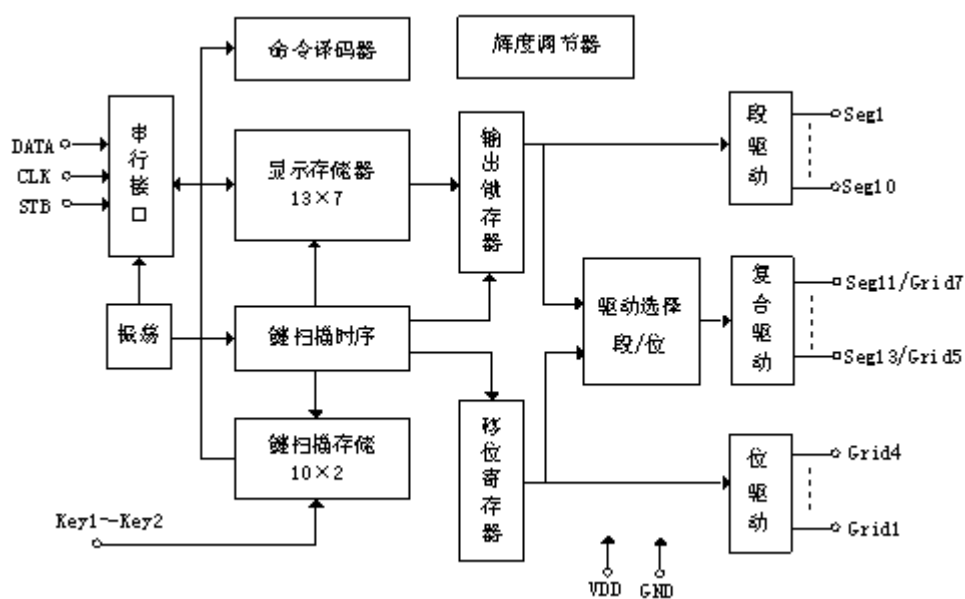 命令译码器
辉度调节器
DATA
CLK
STB
串行接口
显示存储器
13×7
输出锁存器
段驱动
Seg1
Seg10
振荡
键扫描时序
驱动选择
段/位
复合驱动
Seg11/Grid7
Seg13/Grid5
键扫描存储
10×2
移位寄存器
位驱动
Grid4
Grid1
Key1--Key2
VDD
GND